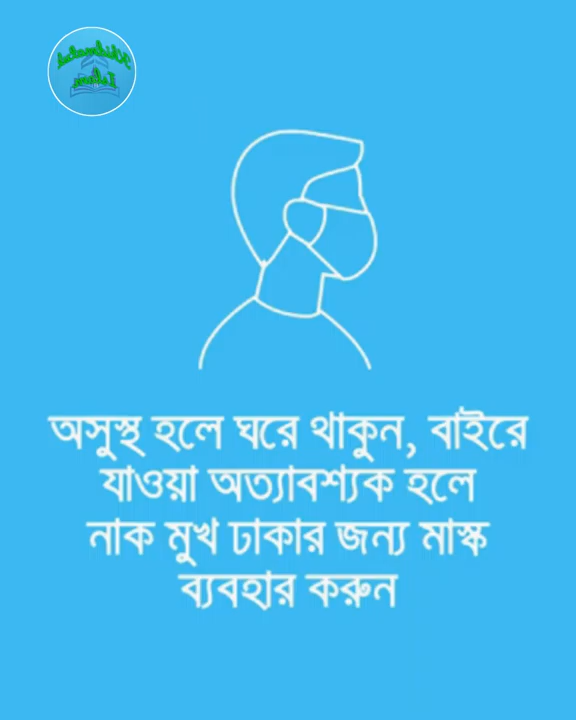 অসুস্থ হলে ঘরে থাকুন, বাইরে
যাওয়া অত্যাবশ্যক হলে
নাক মুখ ঢাকার জন্য মাস্ক
ব্যবহার করুন